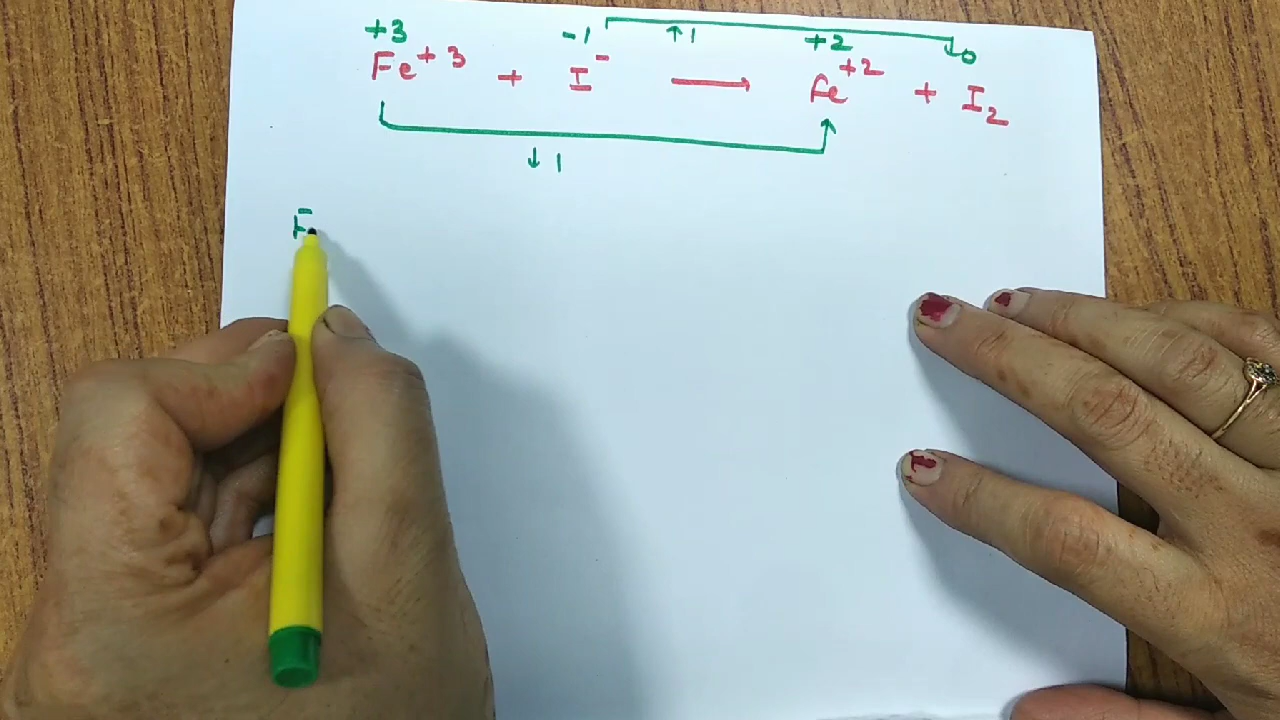 +3 -1 ↑1 +2 0
Fe⁺³ + I⁻ → Fe⁺² + I₂
↓ 1
F